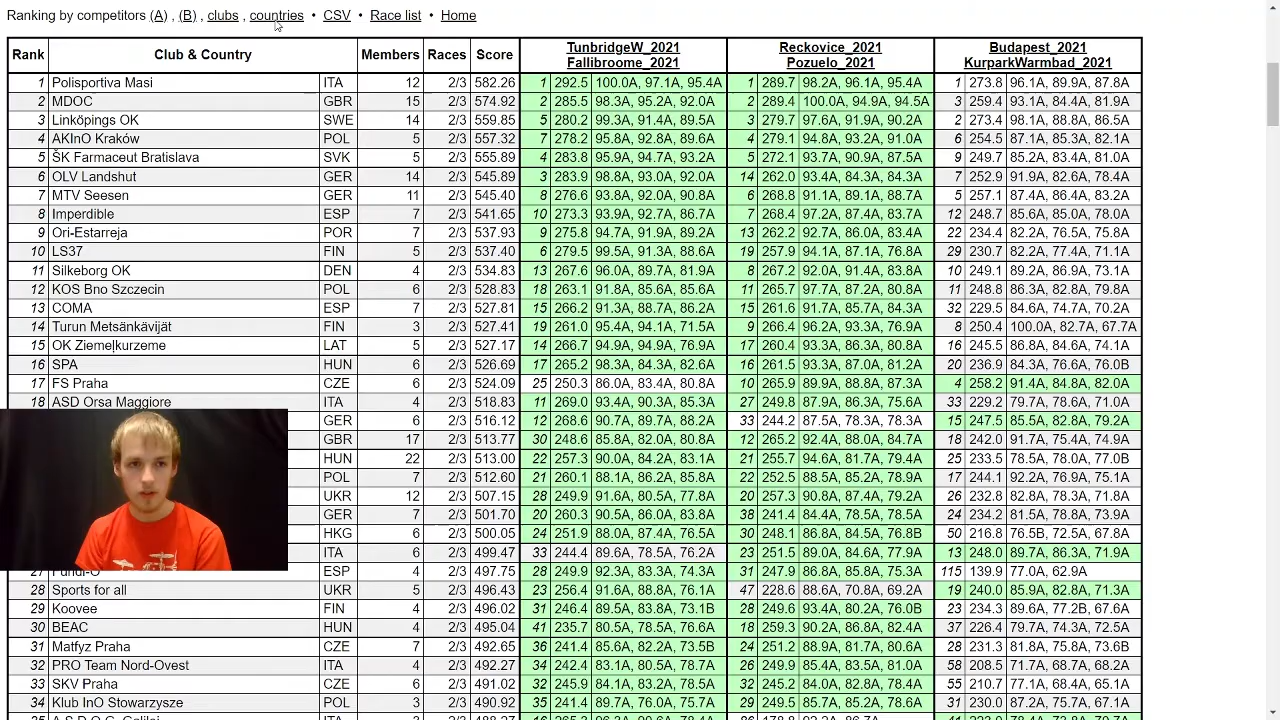 Ranking by competitors (A) , (B) , clubs , countries • CSV • Race list • Home
Rank Club & Country Members Races Score TunbridgeW_2021 Fallibroome_2021 Reckovice_2021 Pozuelo_2021 Budapest_2021 KurparkWarmbad_2021
1 Polisportiva Masi ITA 12 2/3 582.26 1 292.5 100.0A, 97.1A, 95.4A 1 289.7 98.2A, 96.1A, 95.4A 1 273.8 96.1A, 89.9A, 87.8A
2 MDOC GBR 15 2/3 574.92 2 285.5 98.3A, 95.2A, 92.0A 2 289.4 100.0A, 94.9A, 94.5A 3 259.4 93.1A, 84.4A, 81.9A
3 Linköpings OK SWE 14 2/3 559.85 5 280.2 99.3A, 91.4A, 89.5A 3 279.7 97.6A, 91.9A, 90.2A 2 273.4 98.1A, 88.8A, 86.5A
4 AKInO Kraków POL 5 2/3 557.32 7 278.2 95.8A, 92.8A, 89.6A 4 279.1 94.8A, 93.2A, 91.0A 6 254.5 87.1A, 85.3A, 82.1A
5 ŠK Farmaceut Bratislava SVK 5 2/3 555.89 4 283.8 95.9A, 94.7A, 93.2A 5 272.1 93.7A, 90.9A, 87.5A 9 249.7 85.2A, 83.4A, 81.0A
6 OLV Landshut GER 14 2/3 545.89 3 283.9 98.8A, 93.0A, 92.0A 14 262.0 93.4A, 84.3A, 84.3A 7 252.9 91.9A, 82.6A, 78.4A
7 MTV Seesen GER 11 2/3 545.40 8 276.6 93.8A, 92.0A, 90.8A 6 268.8 91.1A, 89.1A, 88.7A 5 257.1 87.4A, 86.4A, 83.2A
8 Imperdible ESP 7 2/3 541.65 10 273.3 93.9A, 92.7A, 86.7A 7 268.4 97.2A, 87.4A, 83.7A 12 248.7 85.6A, 85.0A, 78.0A
9 Ori-Estarreja POR 7 2/3 537.93 9 275.8 94.7A, 91.9A, 89.2A 13 262.2 92.7A, 86.0A, 83.4A 22 234.4 82.2A, 76.5A, 75.8A
10 LS37 FIN 5 2/3 537.40 6 279.5 99.5A, 91.3A, 88.6A 19 257.9 94.1A, 87.1A, 76.8A 29 230.7 82.2A, 77.4A, 71.1A
11 Silkeborg OK DEN 4 2/3 534.83 13 267.6 96.0A, 89.7A, 81.9A 8 267.2 92.0A, 91.4A, 83.8A 10 249.1 89.2A, 86.9A, 73.1A
12 KOS Bno Szczecin POL 6 2/3 528.83 18 263.1 91.8A, 85.6A, 85.6A 11 265.7 97.7A, 87.2A, 80.8A 11 248.8 86.3A, 82.8A, 79.8A
13 COMA ESP 7 2/3 527.81 15 266.2 91.3A, 88.7A, 86.2A 15 261.6 91.7A, 85.7A, 84.3A 32 229.5 84.6A, 74.7A, 70.2A
14 Turun Metsänkävijät FIN 3 2/3 527.41 19 261.0 95.4A, 94.1A, 71.5A 9 266.4 96.2A, 93.3A, 76.9A 8 250.4 100.0A, 82.7A, 67.7A
15 OK Ziemeļkurzeme LAT 5 2/3 527.17 14 266.7 94.9A, 94.9A, 76.9A 17 260.4 93.3A, 86.3A, 80.8A 16 245.5 86.8A, 84.6A, 74.1A
16 SPA HUN 6 2/3 526.69 17 265.2 98.3A, 84.3A, 82.6A 16 261.5 93.3A, 87.0A, 81.2A 20 236.9 84.3A, 76.6A, 76.0B
17 FS Praha CZE 6 2/3 524.09 25 250.3 86.0A, 83.4A, 80.8A 10 265.9 89.9A, 88.8A, 87.3A 4 258.2 91.4A, 84.8A, 82.0A
18 ASD Orsa Maggiore ITA 4 2/3 518.83 11 269.0 93.4A, 90.3A, 85.3A 27 249.8 87.9A, 86.3A, 75.6A 33 229.2 79.7A, 78.6A, 71.0A
GER 6 2/3 516.12 12 268.6 90.7A, 89.7A, 88.2A 33 244.2 87.5A, 78.3A, 78.3A 15 247.5 85.5A, 82.8A, 79.2A
GBR 17 2/3 513.77 30 248.6 85.8A, 82.0A, 80.8A 12 265.2 92.4A, 88.0A, 84.7A 18 242.0 91.7A, 75.4A, 74.9A
HUN 22 2/3 513.00 22 257.3 90.0A, 84.2A, 83.1A 21 255.7 94.6A, 81.7A, 79.4A 25 233.5 78.5A, 78.0A, 77.0B
POL 7 2/3 512.60 21 260.1 88.1A, 86.2A, 85.8A 22 252.5 88.5A, 85.2A, 78.9A 17 244.1 92.2A, 76.9A, 75.1A
UKR 12 2/3 507.15 28 249.9 91.6A, 80.5A, 77.8A 20 257.3 90.8A, 87.4A, 79.2A 26 232.8 82.8A, 78.3A, 71.8A
GER 7 2/3 501.70 20 260.3 90.5A, 86.0A, 83.8A 38 241.4 84.4A, 78.5A, 78.5A 24 234.2 81.5A, 78.8A, 73.9A
HKG 6 2/3 500.05 24 251.9 88.0A, 87.4A, 76.5A 30 248.1 86.8A, 84.5A, 76.8B 50 216.8 76.5B, 72.5A, 67.8A
ITA 6 2/3 499.47 33 244.4 89.6A, 78.5A, 76.2A 23 251.5 89.0A, 84.6A, 77.9A 13 248.0 89.7A, 86.3A, 71.9A
27 Fundi-O ESP 4 2/3 497.75 28 249.9 92.3A, 83.3A, 74.3A 31 247.9 86.8A, 85.8A, 75.3A 115 139.9 77.0A, 62.9A
28 Sports for all UKR 5 2/3 496.43 23 256.4 91.6A, 88.8A, 76.1A 47 228.6 88.6A, 70.8A, 69.2A 19 240.0 85.9A, 82.8A, 71.3A
29 Koovee FIN 4 2/3 496.02 31 246.4 89.5A, 83.8A, 73.1B 28 249.6 93.4A, 80.2A, 76.0B 23 234.3 89.6A, 77.2B, 67.6A
30 BEAC HUN 4 2/3 495.04 41 235.7 80.5A, 78.5A, 76.6A 18 259.3 90.2A, 86.8A, 82.4A 37 226.4 79.7A, 74.3A, 72.5A
31 Matfyz Praha CZE 7 2/3 492.65 36 241.4 85.6A, 82.2A, 73.5B 24 251.2 88.9A, 81.7A, 80.6A 28 231.3 81.8A, 75.8A, 73.6B
32 PRO Team Nord-Ovest ITA 4 2/3 492.27 34 242.4 83.1A, 80.5A, 78.7A 26 249.9 85.4A, 83.5A, 81.0A 58 208.5 71.7A, 68.7A, 68.2A
33 SKV Praha CZE 6 2/3 491.02 32 245.9 84.1A, 83.2A, 78.5A 32 245.2 84.0A, 82.8A, 78.4A 55 210.7 77.1A, 68.4A, 65.1A
34 Klub InO Stowarzysze POL 3 2/3 490.92 35 241.4 89.7A, 76.0A, 75.7A 29 249.5 87.7A, 85.2A, 78.6A 31 230.0 87.2A, 75.7A, 67.1A